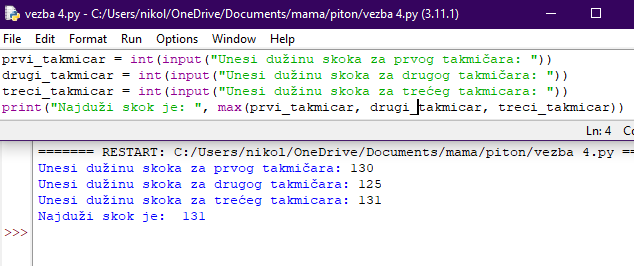 vezba 4.py - C:/Users/nikol/OneDrive/Documents/mama/piton/vezba 4.py (3.11.1)
File Edit Format Run Options Window Help
prvi_takmicar = int(input("Unesi dužinu skoka za prvog takmičara: "))
drugi_takmicar = int(input("Unesi dužinu skoka za drugog takmičara: "))
treci_takmicar = int(input("Unesi dužinu skoka za trećeg takmicara: "))
print("Najduži skok je: ", max(prvi_takmicar, drugi_takmicar, treci_takmicar))
Ln: 4 Co
======= RESTART: C:/Users/nikol/OneDrive/Documents/mama/piton/vezba 4.py ==
Unesi dužinu skoka za prvog takmičara: 130
Unesi dužinu skoka za drugog takmičara: 125
Unesi dužinu skoka za trećeg takmicara: 131
Najduži skok je:  131
>>>